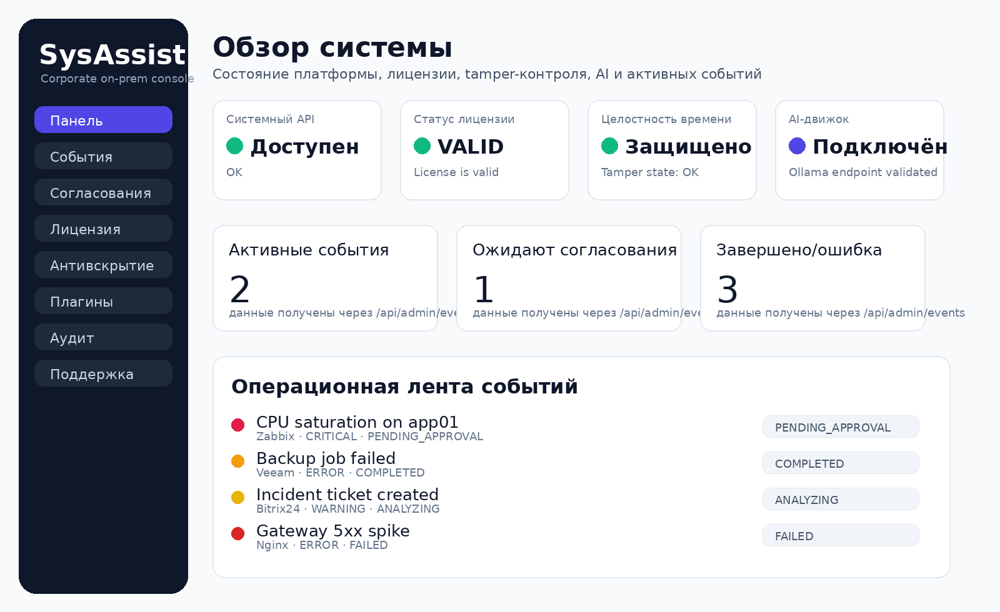 SysAssist
Corporate on-prem console
Панель
События
Согласования
Лицензия
Антивскрытие
Плагины
Аудит
Поддержка
Обзор системы
Состояние платформы, лицензии, tamper-контроля, AI и активных событий
Системный API
Доступен
OK
Статус лицензии
VALID
License is valid
Целостность времени
Защищено
Tamper state: OK
AI-движок
Подключён
Ollama endpoint validated
Активные события
2
данные получены через /api/admin/eve
Ожидают согласования
1
данные получены через /api/admin/eve
Завершено/ошибка
3
данные получены через /api/admin/events
Операционная лента событий
CPU saturation on app01
Zabbix · CRITICAL · PENDING_APPROVAL
PENDING_APPROVAL
Backup job failed
Veeam · ERROR · COMPLETED
COMPLETED
Incident ticket created
Bitrix24 · WARNING · ANALYZING
ANALYZING
Gateway 5xx spike
Nginx · ERROR · FAILED
FAILED